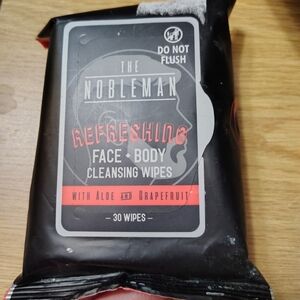 DO NOT
FLUSH
THE
NOBLEMAN
REFRESHING
FACE + BODY
CLEANSING WIPES
WITH ALOE AND GRAPEFRUIT
– 30 WIPES –